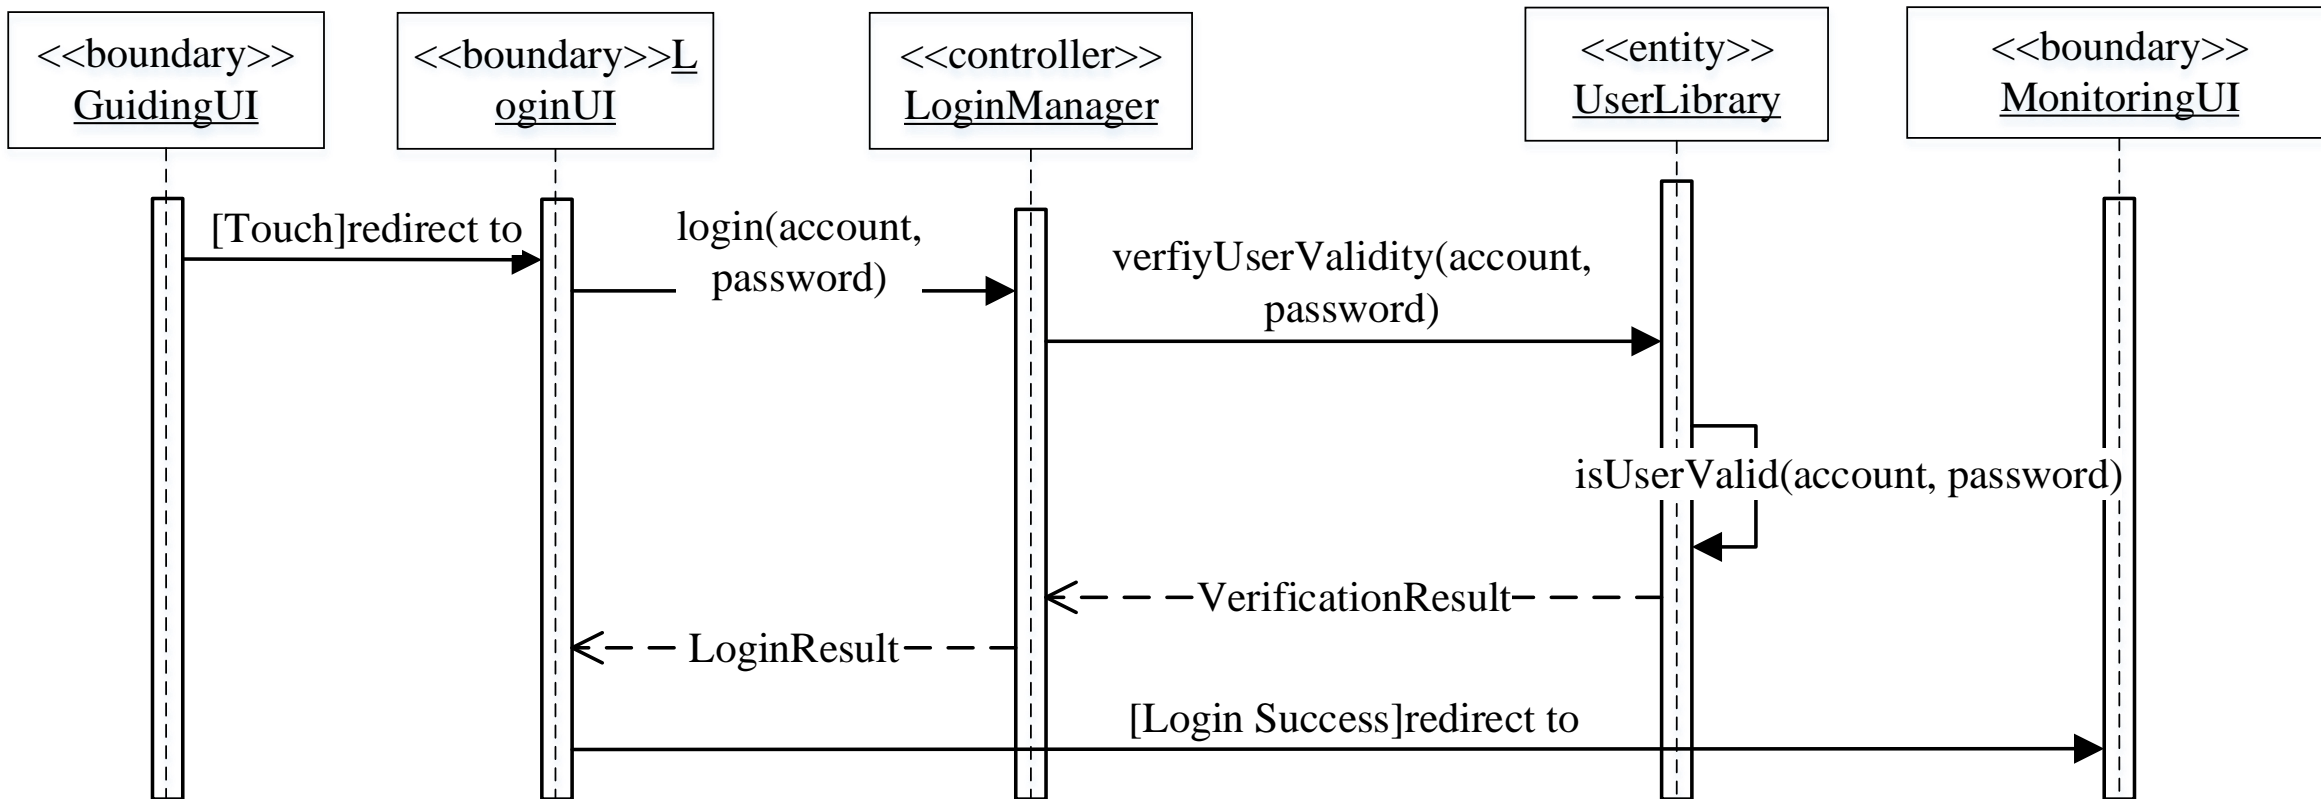 <<boundary>>
GuidingUI
<<boundary>>L
oginUI
<<controller>>
LoginManager
<<entity>>
UserLibrary
<<boundary>>
MonitoringUI
[Touch]redirect to
login(account,
password)
verfiyUserValidity(account,
password)
isUserValid(account, password)
VerificationResult
LoginResult
[Login Success]redirect to